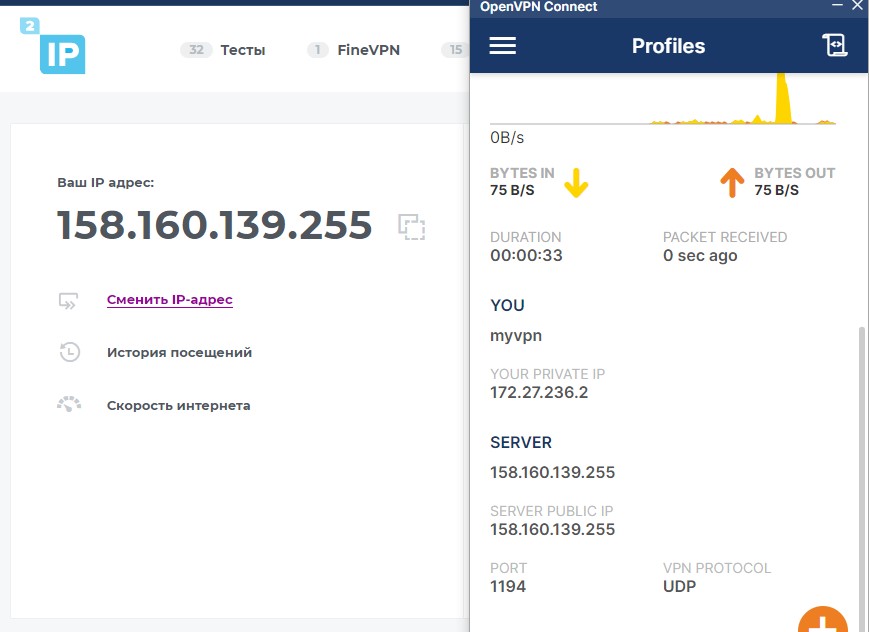 2
IP
32 Тесты
1 FineVPN
15
Ваш IP адрес:
158.160.139.255
Сменить IP-адрес
История посещений
Скорость интернета
OpenVPN Connect
Profiles
0B/s
BYTES IN
75 B/S
BYTES OUT
75 B/S
DURATION
00:00:33
PACKET RECEIVED
0 sec ago
YOU
myvpn
YOUR PRIVATE IP
172.27.236.2
SERVER
158.160.139.255
SERVER PUBLIC IP
158.160.139.255
PORT
1194
VPN PROTOCOL
UDP